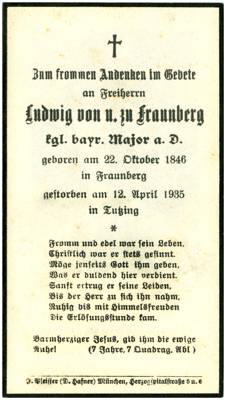 Zum frommen Andenken im Gebete
an Freiherrn
Ludwig von u. zu Fraunberg
kgl. bayr. Major a. D.
geboren am 22. Oktober 1846
in Fraunberg
gestorben am 12. April 1935
in Tutzing
*
Fromm und edel war sein Leben,
Christlich war er stets gesinnt.
Möge jenseits Gott ihm geben,
Was er duldend hier verdient.
Sanft ertrug er seine Leiden,
Bis der Herr zu sich ihn nahm,
Ruhig bis mit Himmelsfreuden
Die Erlösungsstunde kam.
Barmherziger Jesus, gib ihm die ewige
Ruhe! (7 Jahre, 7 Quadrag. Abl.)
J. Pfeiffer (D. Hafner) München, Herzogspitalstraße 5 u. 6